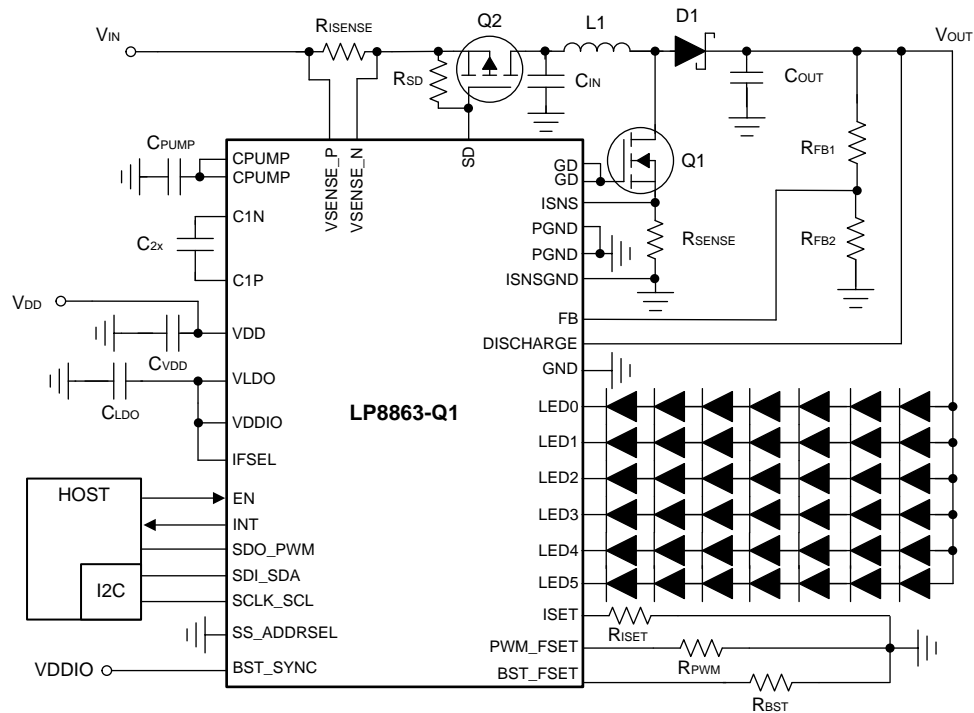 VIN
RISENSE
Q2
L1
D1
VOUT
RSD
CIN
COUT
CPUMP
CPUMP
CPUMP
VSENSE_P
VSENSE_N
SD
GD
GD
Q1
RFB1
C1N
ISNS
C2x
PGND
RSENSE
RFB2
PGND
C1P
ISNSGND
VDD
FB
VDD
CVDD
DISCHARGE
GND
VLDO
CLDO
LP8863-Q1
LED0
VDDIO
LED1
IFSEL
LED2
HOST
EN
LED3
INT
SDO_PWM
LED4
I2C
SDI_SDA
LED5
SCLK_SCL
ISET
RISET
SS_ADDRSEL
PWM_FSET
RPWM
VDDIO
BST_SYNC
BST_FSET
RBST